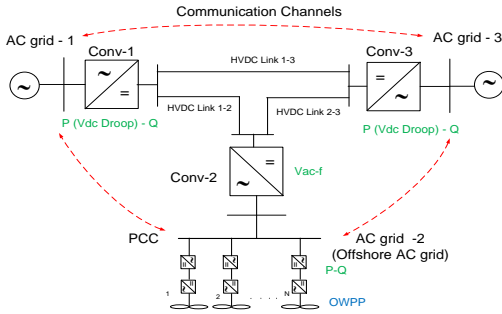 Communication Channels
AC grid - 1
Conv-1
Conv-3
AC grid - 3
HVDC Link 1-3
~
~
=
=
~
~
HVDC Link 1-2
HVDC Link 2-3
P (Vdc Droop) - Q
P (Vdc Droop) - Q
=
~
Vac-f
Conv-2
PCC
AC grid -2
(Offshore AC grid)
P-Q
1
2
. . . . .
N
OWPP